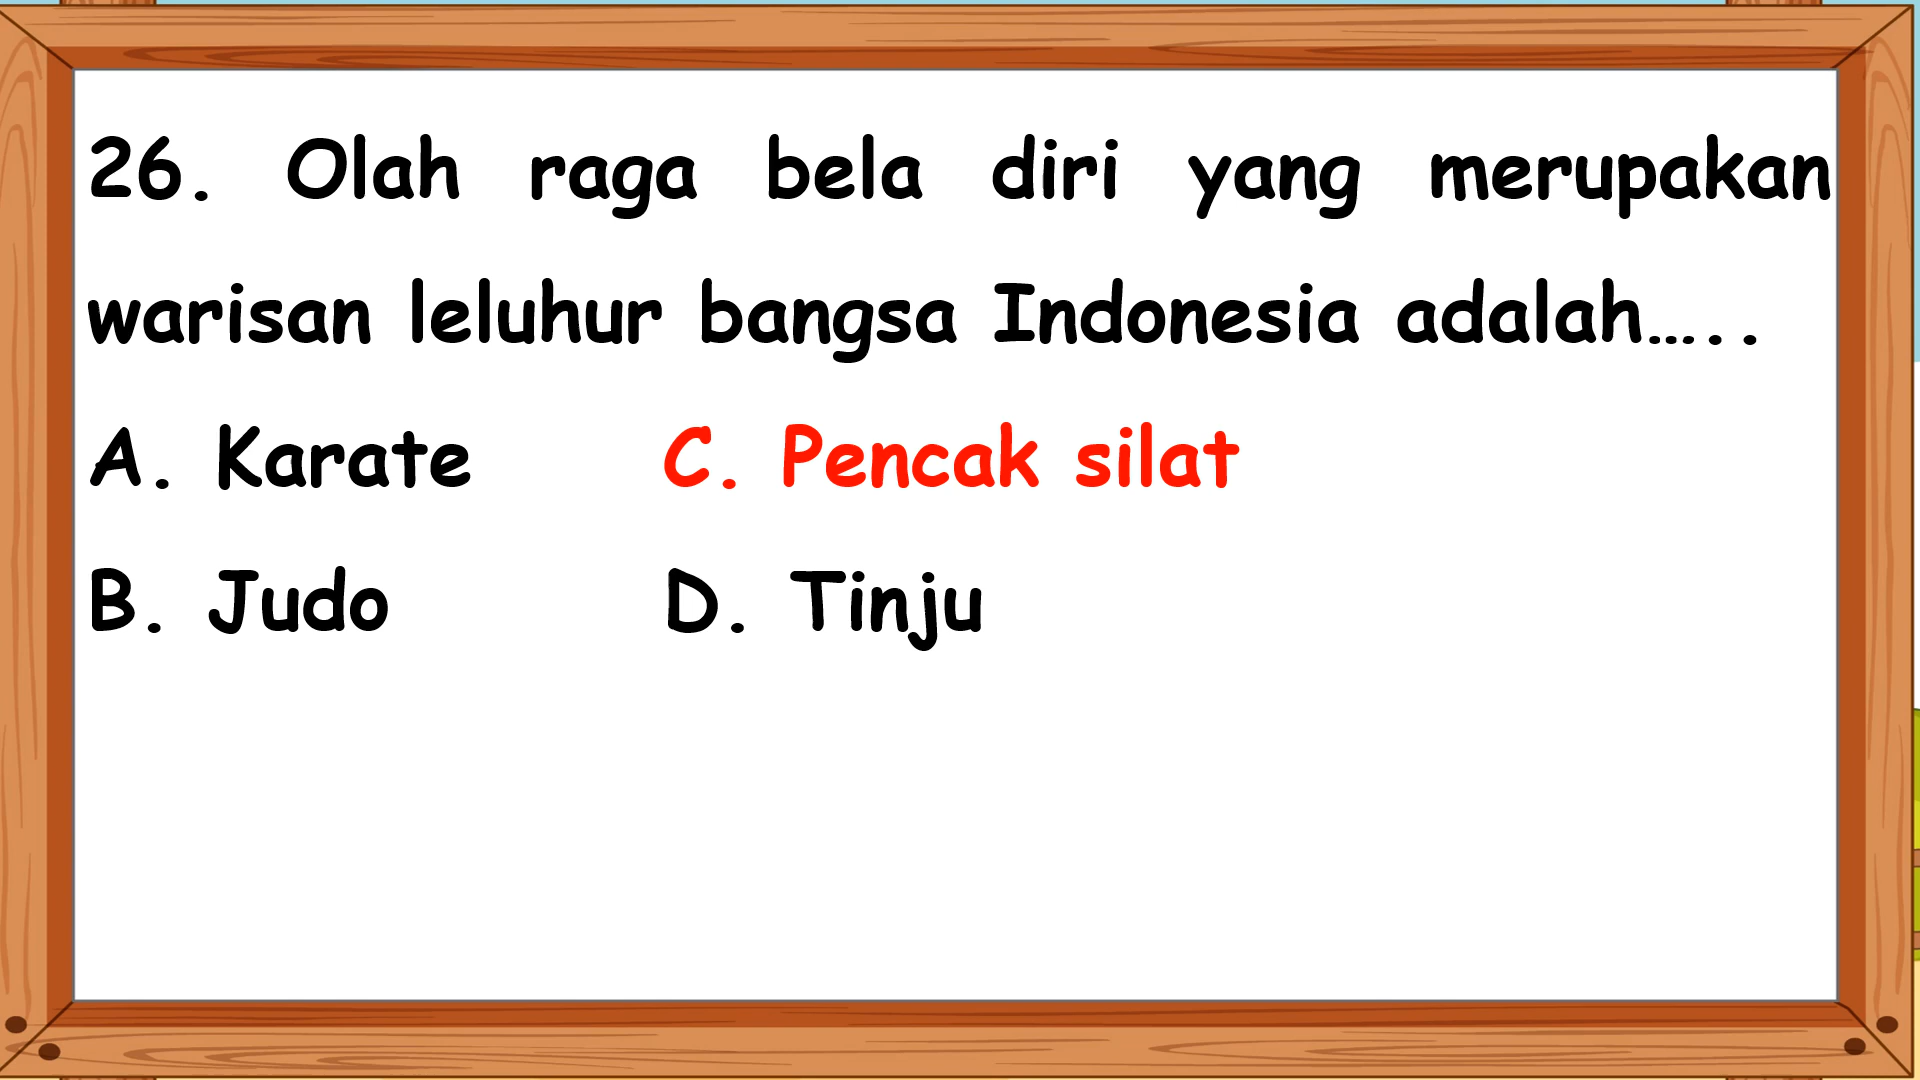 26. Olah raga bela diri yang merupakan
warisan leluhur bangsa Indonesia adalah…..
A. Karate C. Pencak silat
B. Judo D. Tinju